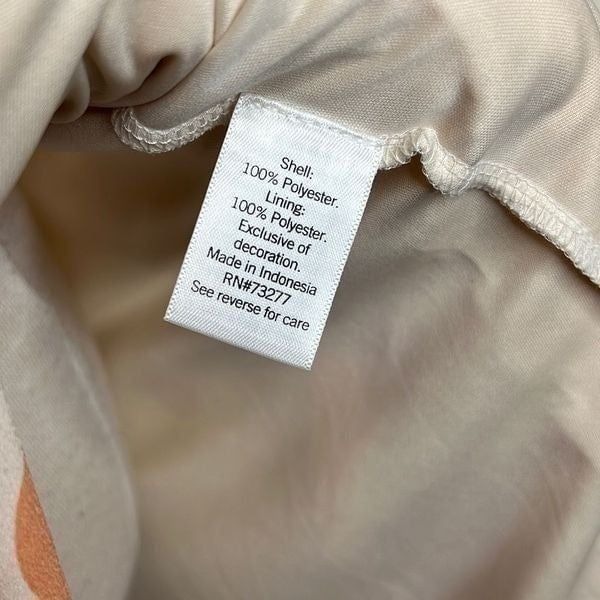 Shell:
100% Polyester.
Lining:
100% Polyester.
Exclusive of
decoration.
Made in Indonesia
RN#73277
See reverse for care